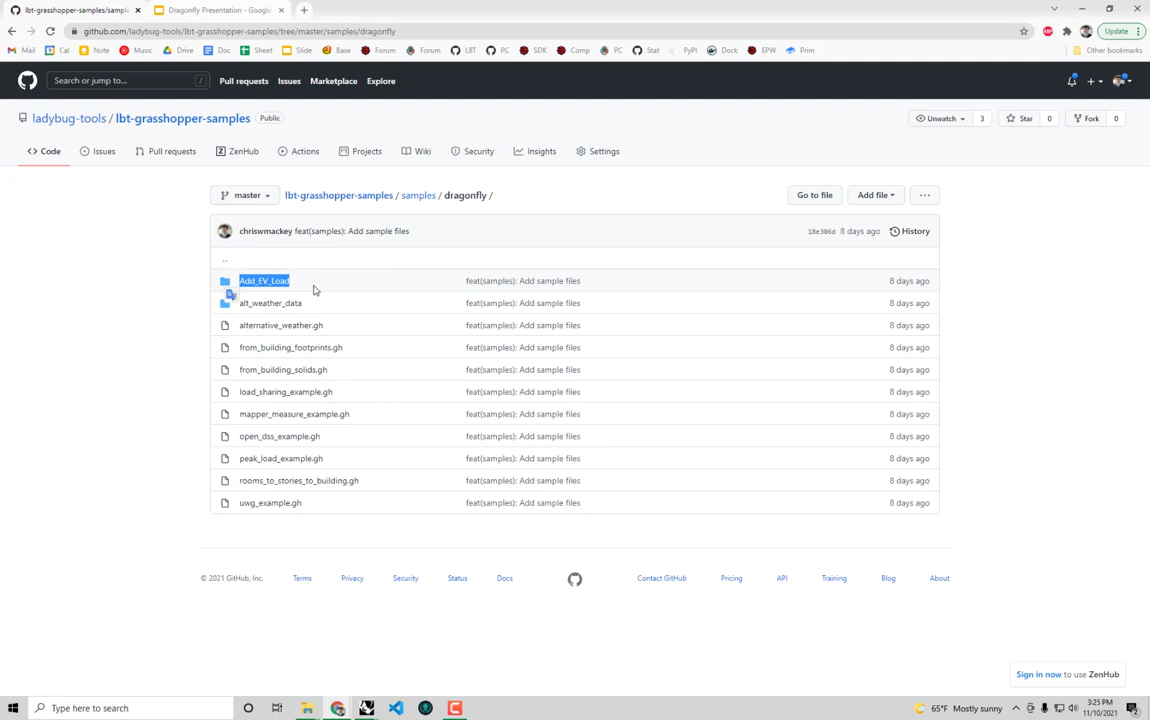 lbt-grasshopper-samples/sample
Dragonfly Presentation - Google
github.com/ladybug-tools/lbt-grasshopper-samples/tree/master/samples/dragonfly
Update
Mail Cal Note Music Drive Doc Sheet Slide Base Forum Forum LBT PC SDK Comp PC Stat PyPI Dock EPW Prim Other bookmarks
Search or jump to... /
Pull requests Issues Marketplace Explore
ladybug-tools / lbt-grasshopper-samples Public
Unwatch 3 Star 0 Fork 0
Code Issues Pull requests ZenHub Actions Projects Wiki Security Insights Settings
master lbt-grasshopper-samples / samples / dragonfly / Go to file Add file ...
chriswmackey feat(samples): Add sample files 18e306d 8 days ago History
..
Add_EV_Load feat(samples): Add sample files 8 days ago
alt_weather_data feat(samples): Add sample files 8 days ago
alternative_weather.gh feat(samples): Add sample files 8 days ago
from_building_footprints.gh feat(samples): Add sample files 8 days ago
from_building_solids.gh feat(samples): Add sample files 8 days ago
load_sharing_example.gh feat(samples): Add sample files 8 days ago
mapper_measure_example.gh feat(samples): Add sample files 8 days ago
open_dss_example.gh feat(samples): Add sample files 8 days ago
peak_load_example.gh feat(samples): Add sample files 8 days ago
rooms_to_stories_to_building.gh feat(samples): Add sample files 8 days ago
uwg_example.gh feat(samples): Add sample files 8 days ago
© 2021 GitHub, Inc. Terms Privacy Security Status Docs Contact GitHub Pricing API Training Blog About
Sign in now to use ZenHub
Type here to search
65°F Mostly sunny
3:25 PM
11/10/2021
2